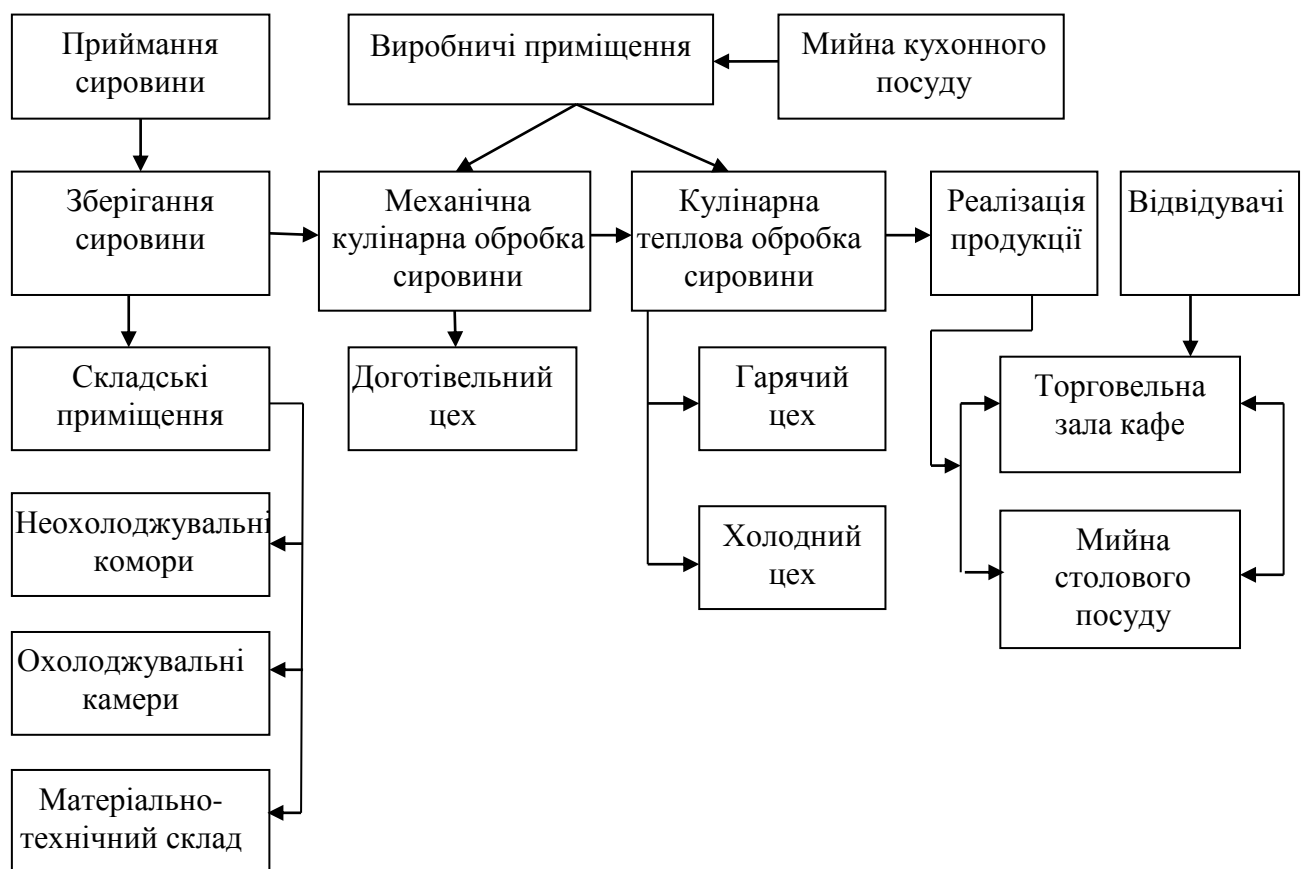 Приймання
сировини
Виробничі приміщення
Мийна кухонного
посуду
Зберігання
сировини
Механічна
кулінарна обробка
сировини
Кулінарна
теплова обробка
сировини
Реалізація
продукції
Відвідувачі
Складські
приміщення
Доготівельний
цех
Гарячий
цех
Торговельна
зала кафе
Неохолоджувальні
комори
Холодний
цех
Мийна
столового
посуду
Охолоджувальні
камери
Матеріально-
технічний склад